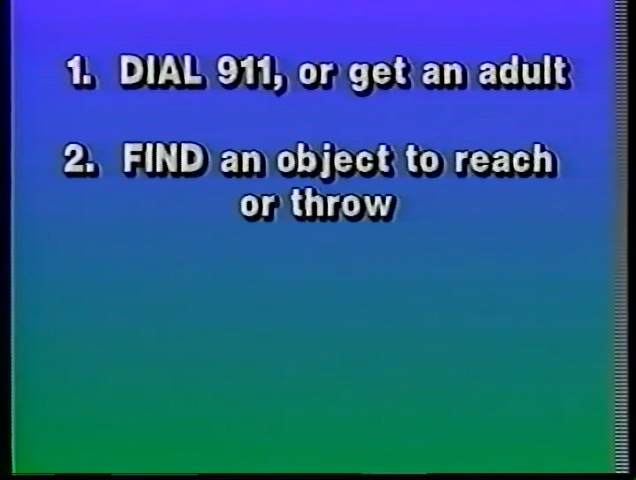 1. DIAL 911, or get an adult
2. FIND an object to reach
or throw